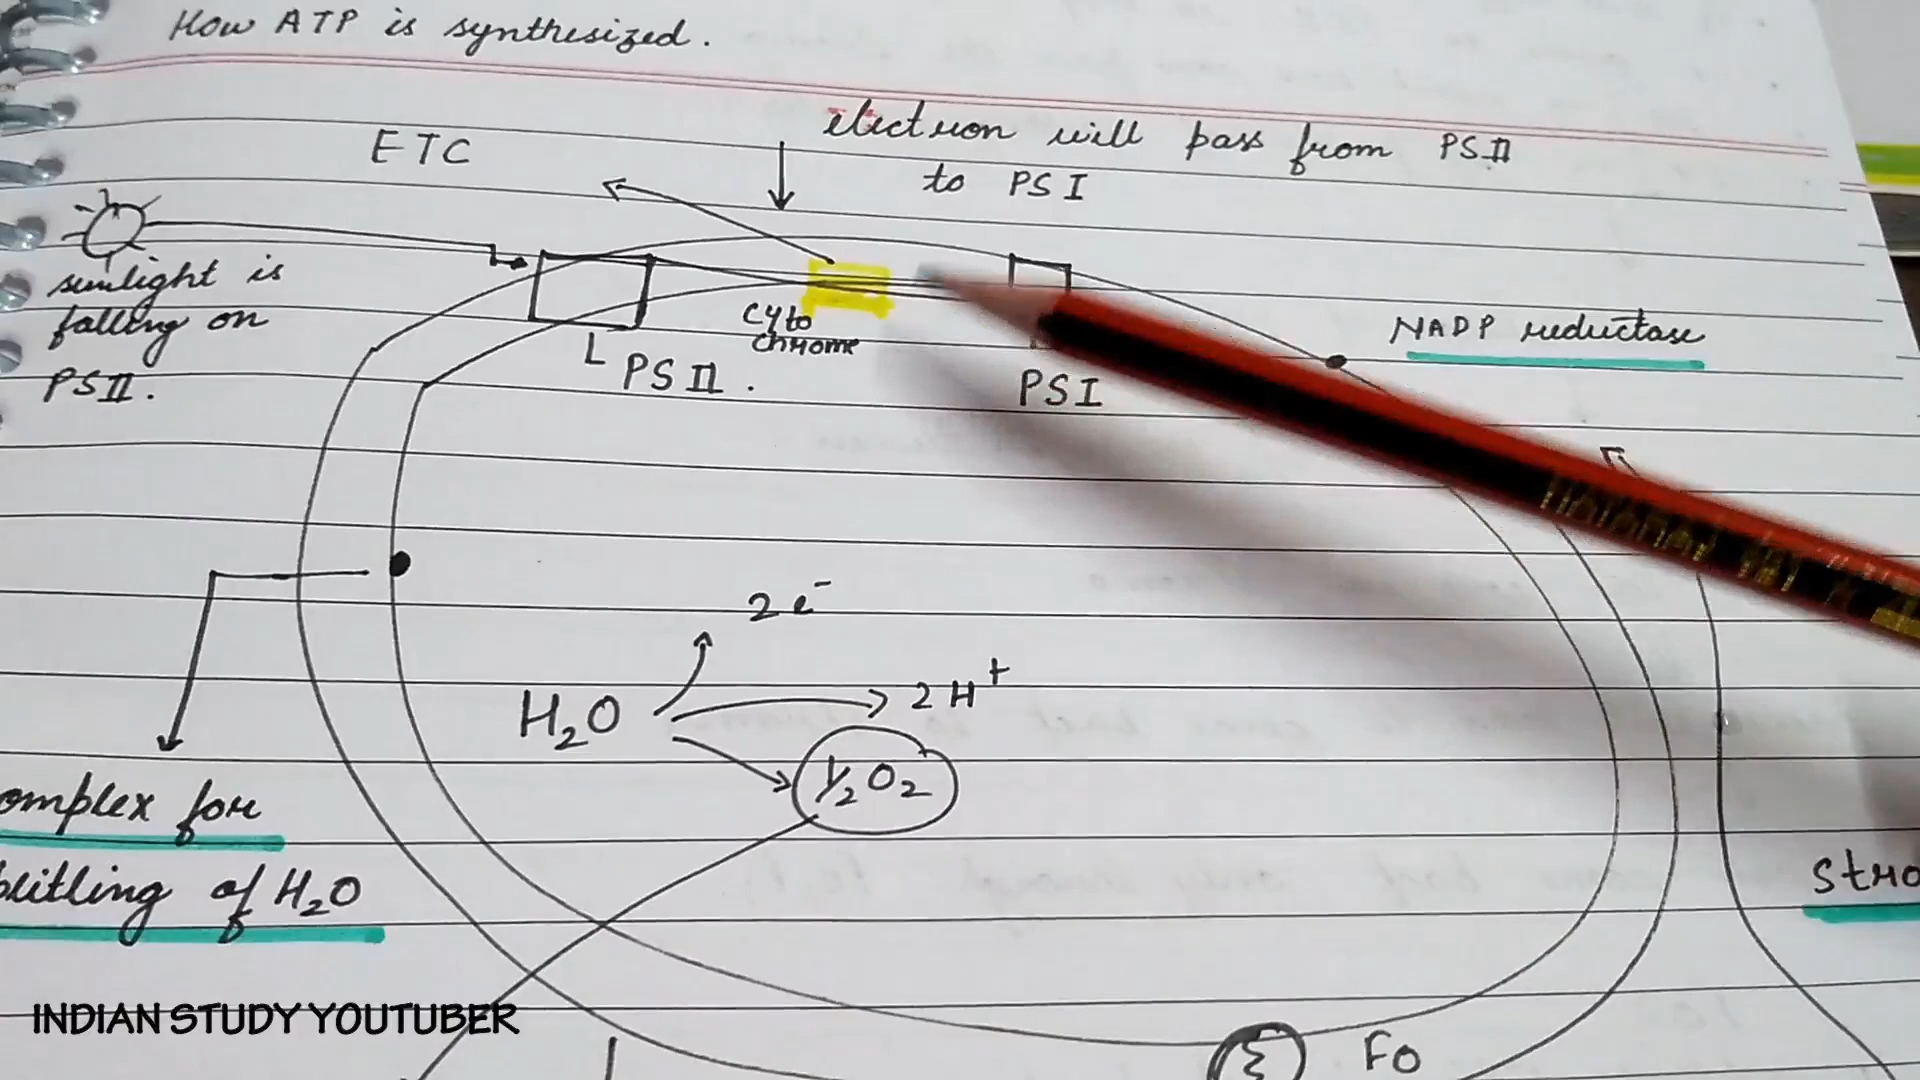 How ATP is synthesized.
ETC
electron will pass from PSII
to PSI
sunlight is
falling on
PSII.
Cyto
chrome
PSII.
PSI
NADP reductase
2e⁻
H₂O
2H⁺
½O₂
omplex for
plitling of H₂O
stro
FO
INDIAN STUDY YOUTUBER